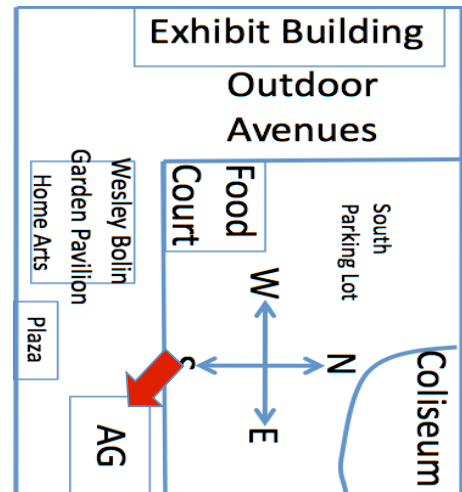 Exhibit Building
Outdoor
Avenues
Wesley Bolin
Garden Pavilion
Home Arts
Food
Court
South
Parking Lot
W
N
E
Plaza
AG
Coliseum